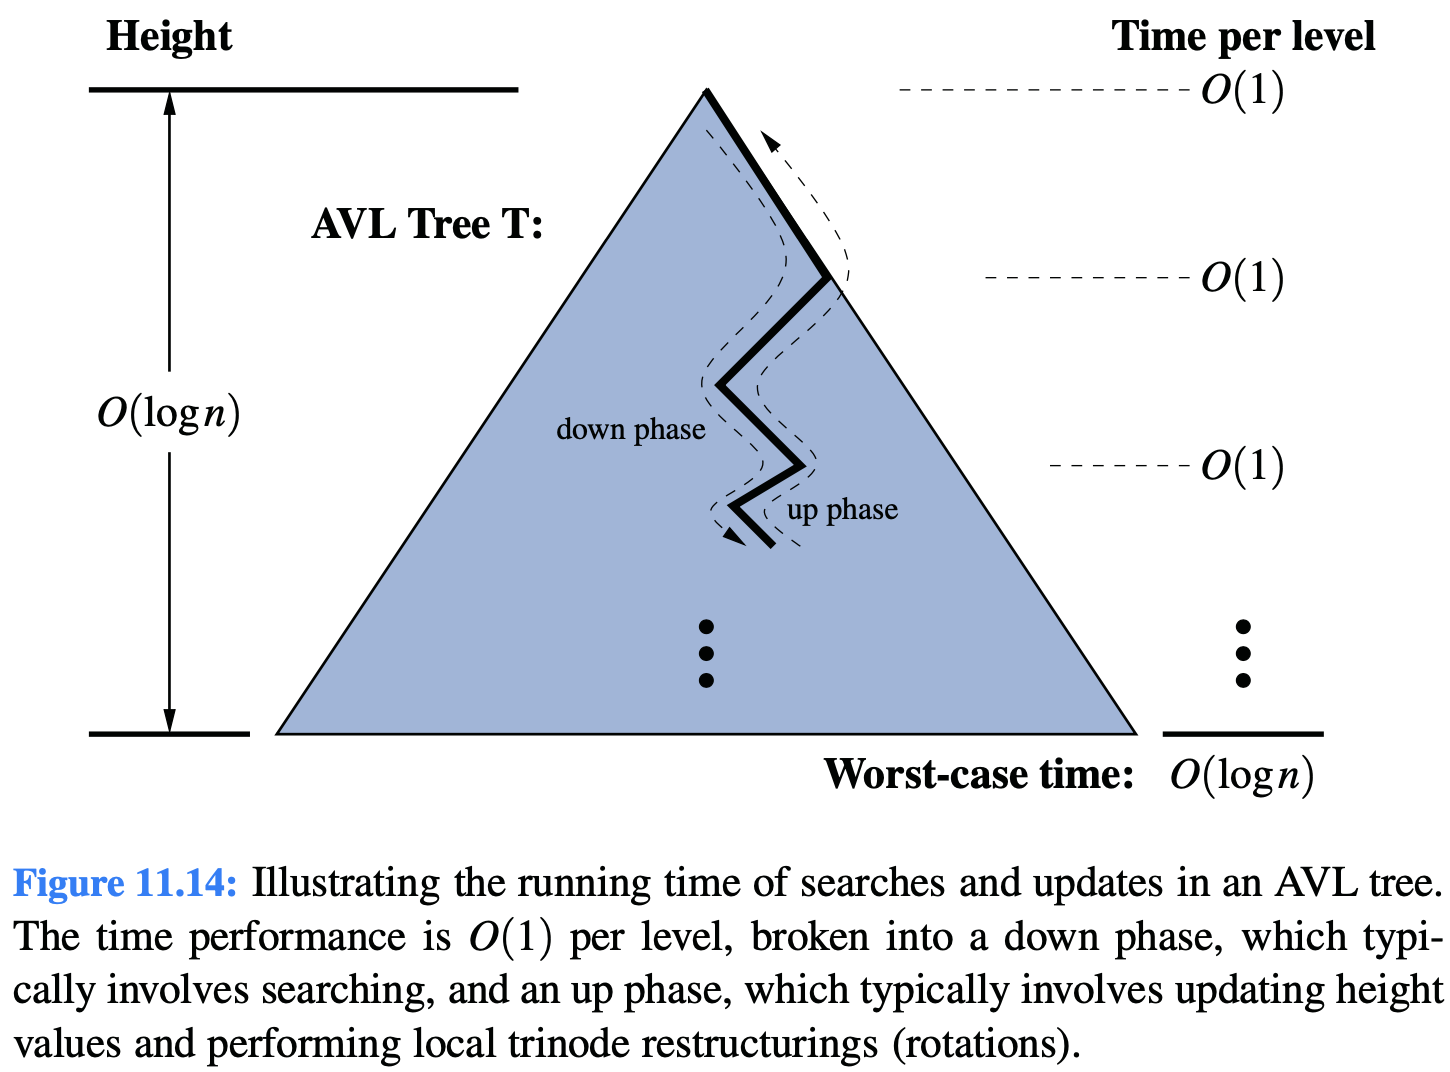 Height
Time per level
O(1)
AVL Tree T:
O(1)
O(log n)
down phase
O(1)
up phase
Worst-case time: O(log n)
Figure 11.14: Illustrating the running time of searches and updates in an AVL tree.
The time performance is O(1) per level, broken into a down phase, which typi-
cally involves searching, and an up phase, which typically involves updating height
values and performing local trinode restructurings (rotations).